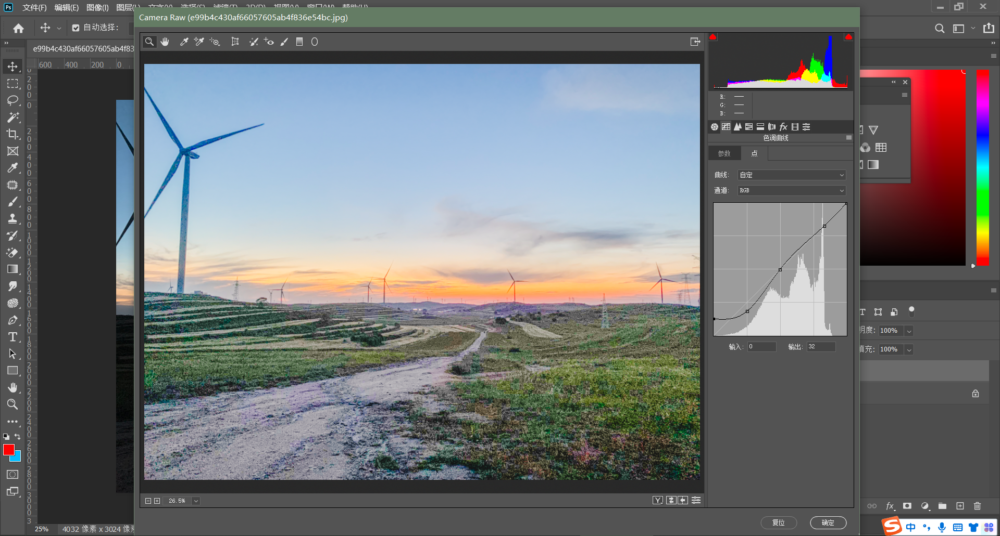 Ps 文件(F) 编辑(E) 图像(I)
Camera Raw (e99b4c430af66057605ab4f836e54bc.jpg)
自动选择：
e99b4c430af66057605ab4f83
600 400 200 0
R:
G:
B:
fx
色调曲线
参数 点
曲线: 自定
通道: RGB
输入: 0 输出: 32
T
明度: 100%
填充: 100%
26.5%
Y
复位 确定
fx
25% 4032 像素 x 3024 像素
S 中